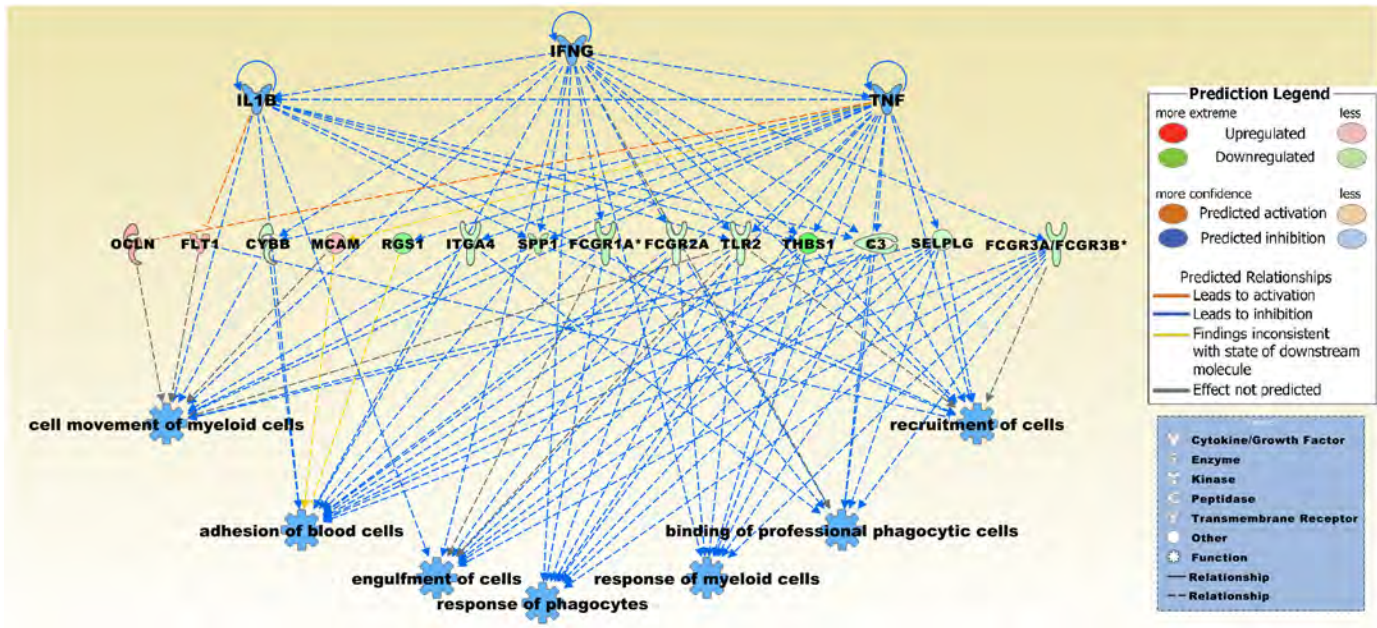 IFNG
IL1B
TNF
OCLN FLT1 CYBB MCAM RGS1 ITGA4 SPP1 FCGR1A* FCGR2A TLR2 THBS1 C3 SELPLG FCGR3A/FCGR3B*
cell movement of myeloid cells
recruitment of cells
adhesion of blood cells
binding of professional phagocytic cells
engulfment of cells
response of myeloid cells
response of phagocytes
Prediction Legend
more extreme less
Upregulated
Downregulated
more confidence less
Predicted activation
Predicted inhibition
Predicted Relationships
Leads to activation
Leads to inhibition
Findings inconsistent
with state of downstream
molecule
Effect not predicted
Cytokine/Growth Factor
Enzyme
Kinase
Peptidase
Transmembrane Receptor
Other
Function
Relationship
Relationship